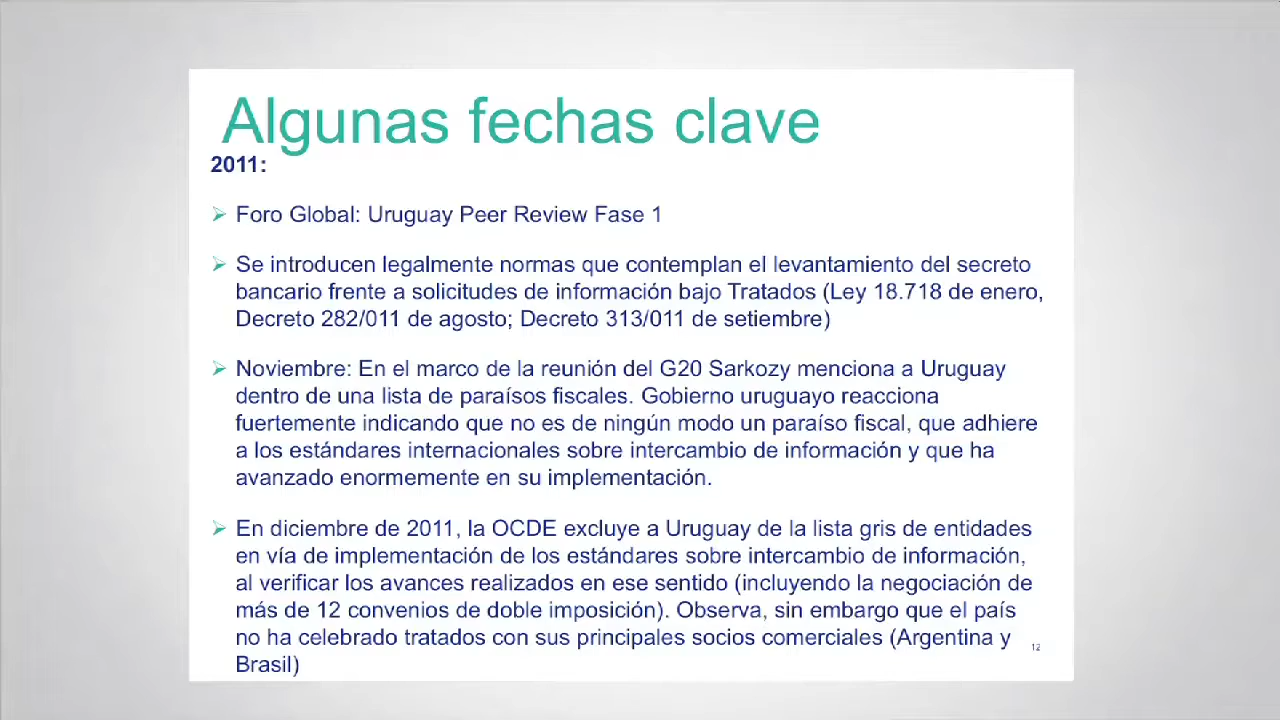 Algunas fechas clave
2011:
➢ Foro Global: Uruguay Peer Review Fase 1
➢ Se introducen legalmente normas que contemplan el levantamiento del secreto
bancario frente a solicitudes de información bajo Tratados (Ley 18.718 de enero,
Decreto 282/011 de agosto; Decreto 313/011 de setiembre)
➢ Noviembre: En el marco de la reunión del G20 Sarkozy menciona a Uruguay
dentro de una lista de paraísos fiscales. Gobierno uruguayo reacciona
fuertemente indicando que no es de ningún modo un paraíso fiscal, que adhiere
a los estándares internacionales sobre intercambio de información y que ha
avanzado enormemente en su implementación.
➢ En diciembre de 2011, la OCDE excluye a Uruguay de la lista gris de entidades
en vía de implementación de los estándares sobre intercambio de información,
al verificar los avances realizados en ese sentido (incluyendo la negociación de
más de 12 convenios de doble imposición). Observa, sin embargo que el país
no ha celebrado tratados con sus principales socios comerciales (Argentina y
Brasil)
12